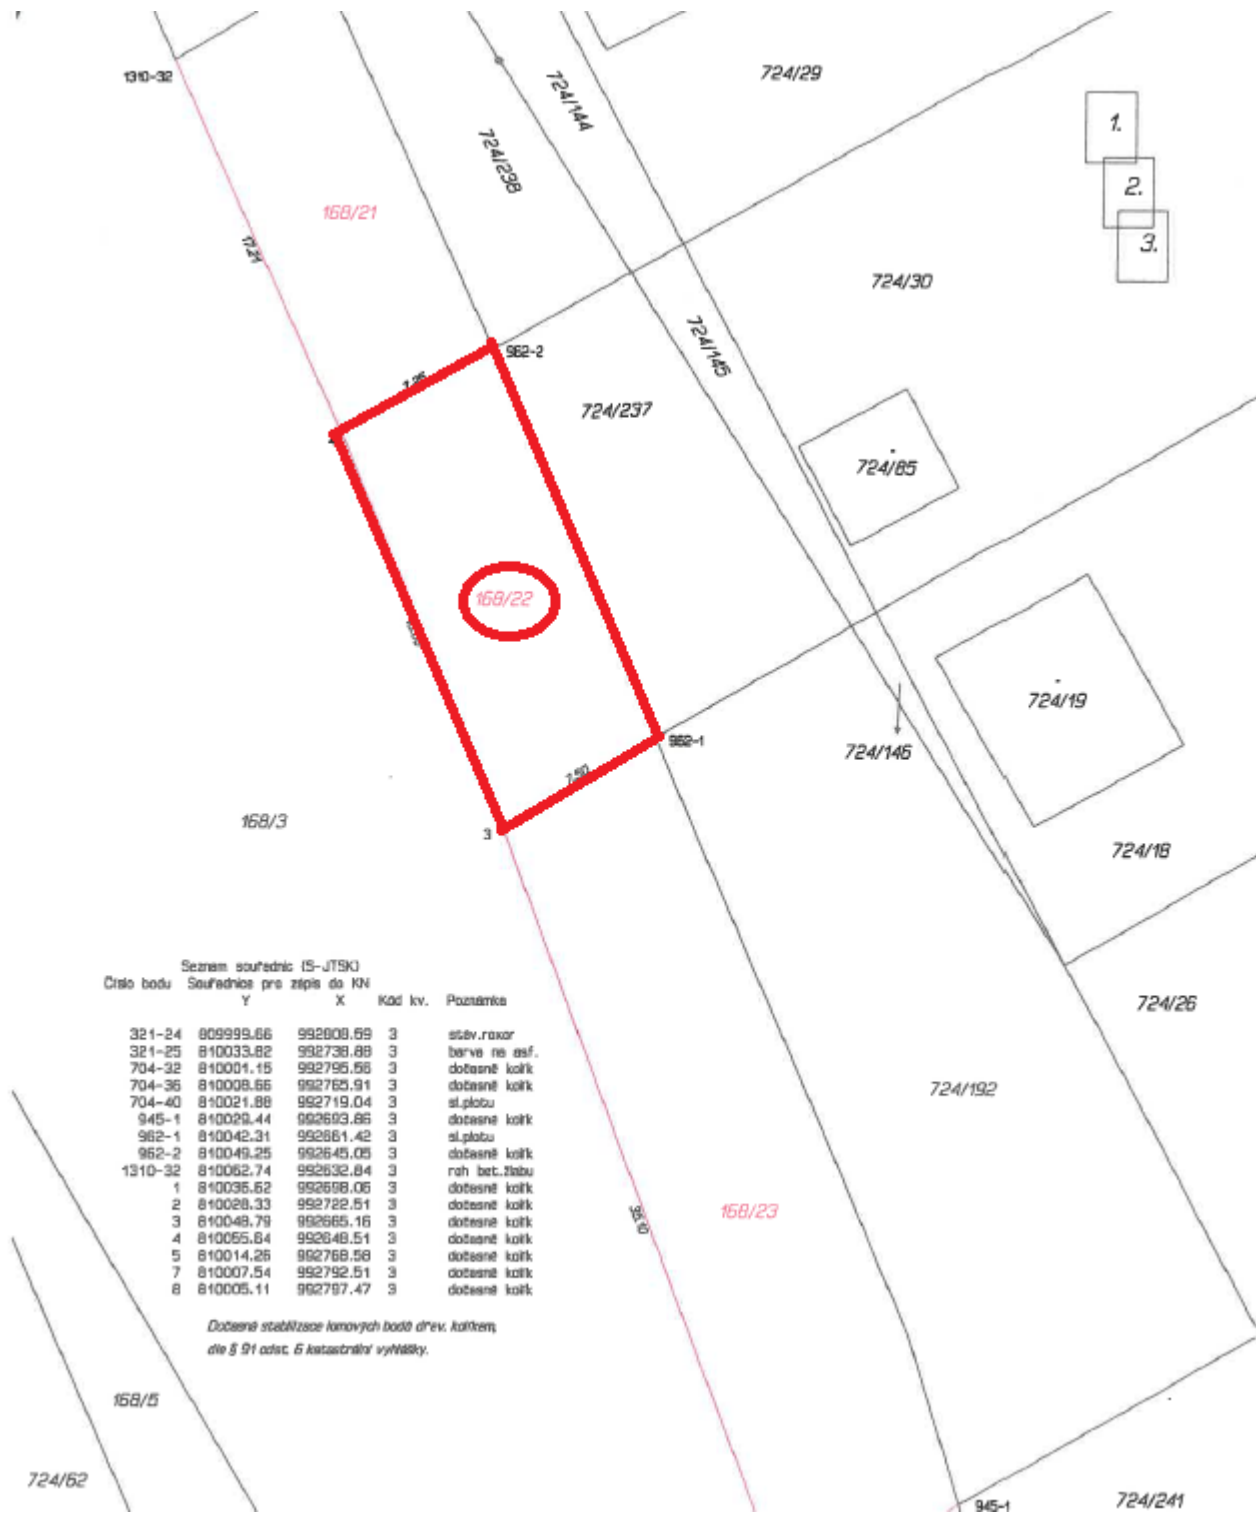 1310-32
724/29
724/144
1.
724/238
2.
168/21
3.
17.21
724/30
724/145
962-2
724/237
724/85
168/22
724/19
962-1
724/146
7.50
168/3
3
724/18
Seznam souřadnic (S-JTSK)
Číslo bodu Souřadnice pro zápis do KN
Y X Kód kv. Poznámka
724/26
321-24 809999.66 992808.59 3 stáv.roxor
321-25 810033.82 992738.88 3 barva na asf.
704-32 810001.15 992795.56 3 dočasně kolík
704-36 810008.66 992765.91 3 dočasně kolík
704-40 810021.88 992719.04 3 sl.plotu
945-1 810029.44 992693.86 3 dočasně kolík
962-1 810042.31 992661.42 3 sl.plotu
962-2 810049.25 992645.05 3 dočasně kolík
1310-32 810062.74 992632.84 3 roh bet.žlabu
1 810036.62 992698.06 3 dočasně kolík
2 810028.33 992722.51 3 dočasně kolík
3 810048.79 992665.16 3 dočasně kolík
4 810055.64 992648.51 3 dočasně kolík
5 810014.26 992768.58 3 dočasně kolík
7 810007.54 992792.51 3 dočasně kolík
8 810005.11 992797.47 3 dočasně kolík
724/192
168/23
Dočasná stabilizace lomových bodů dřev. kolíkem,
dle § 91 odst. 6 katastrální vyhlášky.
168/5
724/62
945-1
724/241